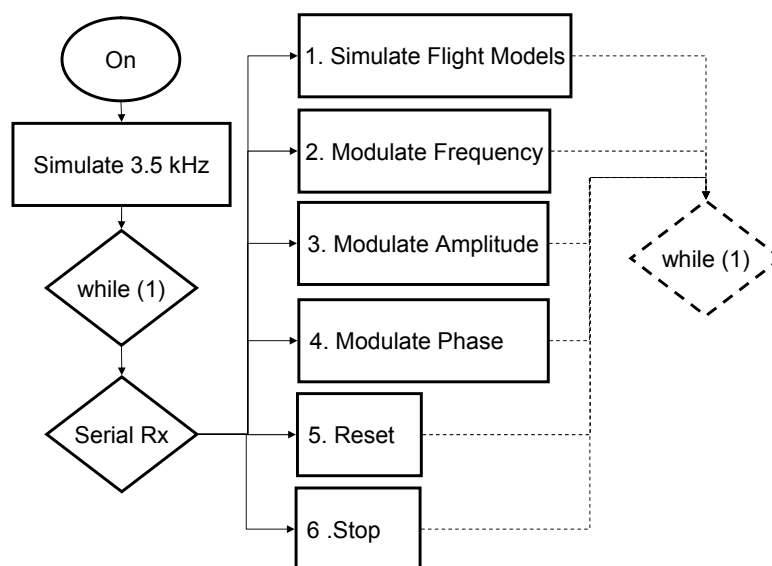 On
Simulate 3.5 kHz
while (1)
Serial Rx
1. Simulate Flight Models
2. Modulate Frequency
3. Modulate Amplitude
4. Modulate Phase
5. Reset
6 .Stop
while (1)